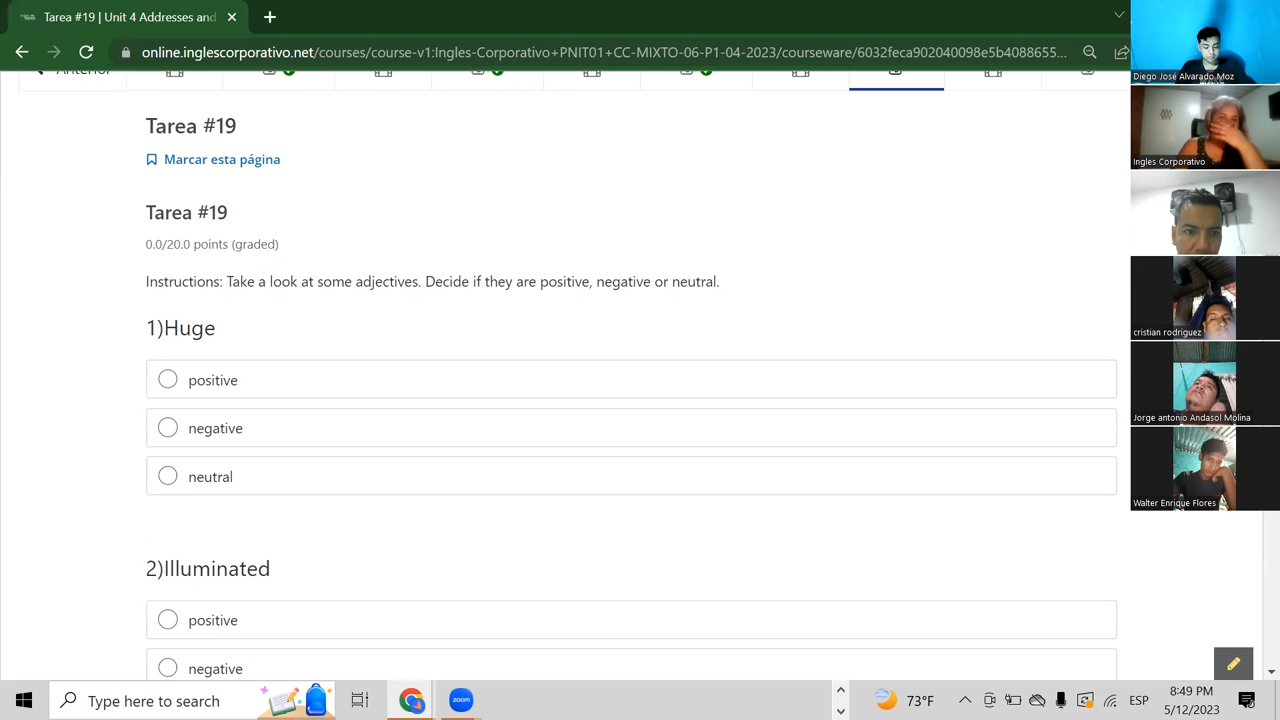 Tarea #19 | Unit 4 Addresses and
online.inglescorporativo.net/courses/course-v1:Ingles-Corporativo+PNIT01+CC-MIXTO-06-P1-04-2023/courseware/6032feca902040098e5b4088655...
Anterior
Tarea #19
Marcar esta página
Tarea #19
0.0/20.0 points (graded)
Instructions: Take a look at some adjectives. Decide if they are positive, negative or neutral.
1)Huge
positive
negative
neutral
2)Illuminated
positive
negative
Diego José Alvarado Moz
Ingles Corporativo
cristian rodriguez
Jorge antonio Andasol Molina
Walter Enrique Flores
Type here to search
zoom
73°F
ESP
8:49 PM
5/12/2023